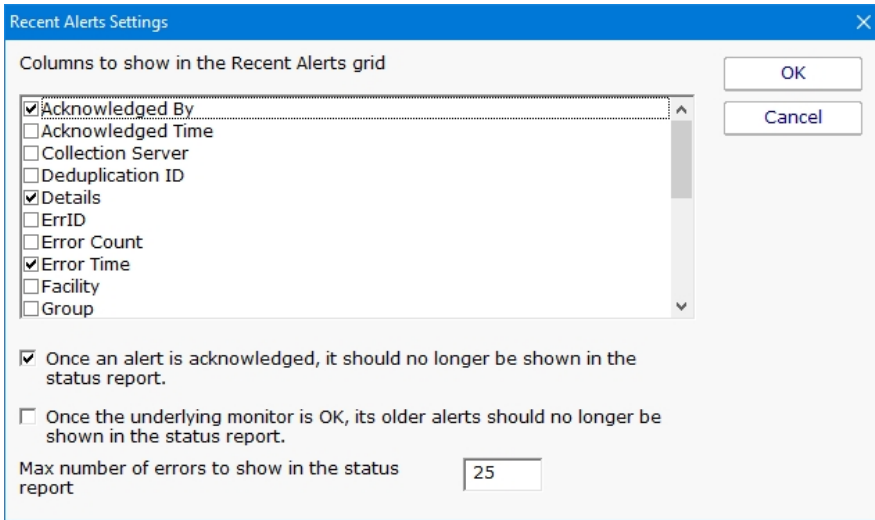 Recent Alerts Settings
Columns to show in the Recent Alerts grid
OK
Cancel
Acknowledged By
Acknowledged Time
Collection Server
Deduplication ID
Details
ErrID
Error Count
Error Time
Facility
Group
Once an alert is acknowledged, it should no longer be shown in the
status report.
Once the underlying monitor is OK, its older alerts should no longer be
shown in the status report.
Max number of errors to show in the status
report
25